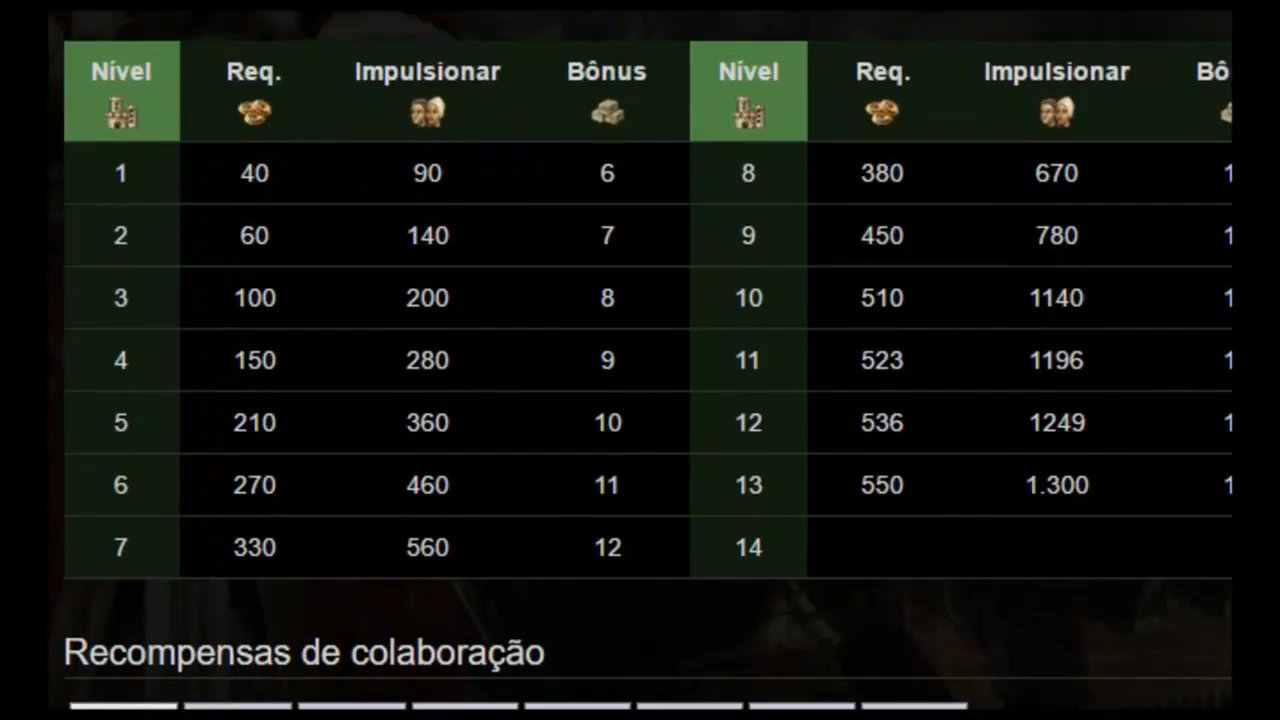 Nível Req. Impulsionar Bônus Nível Req. Impulsionar
1 40 90 6 8 380 670
2 60 140 7 9 450 780
3 100 200 8 10 510 1140
4 150 280 9 11 523 1196
5 210 360 10 12 536 1249
6 270 460 11 13 550 1.300
7 330 560 12 14
Recompensas de colaboração